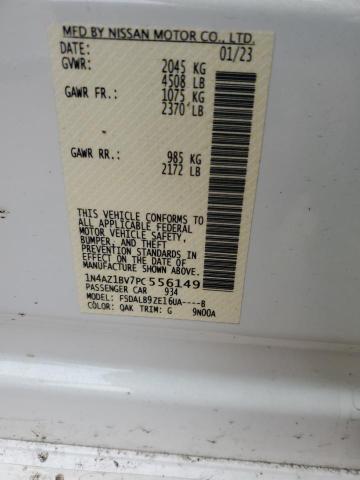 MFD BY NISSAN MOTOR CO., LTD.
DATE: 01/23
GVWR: 2045 KG
4508 LB
GAWR FR.: 1075 KG
2370 LB
GAWR RR.: 985 KG
2172 LB
THIS VEHICLE CONFORMS TO
ALL APPLICABLE U.S. FEDERAL
MOTOR VEHICLE SAFETY,
BUMPER, AND THEFT
PREVENTION STANDARDS IN
EFFECT ON THE DATE OF
MANUFACTURE SHOWN ABOVE.
1N4AZ1BV7PC556149
PASSENGER CAR 934
MODEL: FSDALB9ZE16UA----B
COLOR: QAK TRIM: G 9N00A